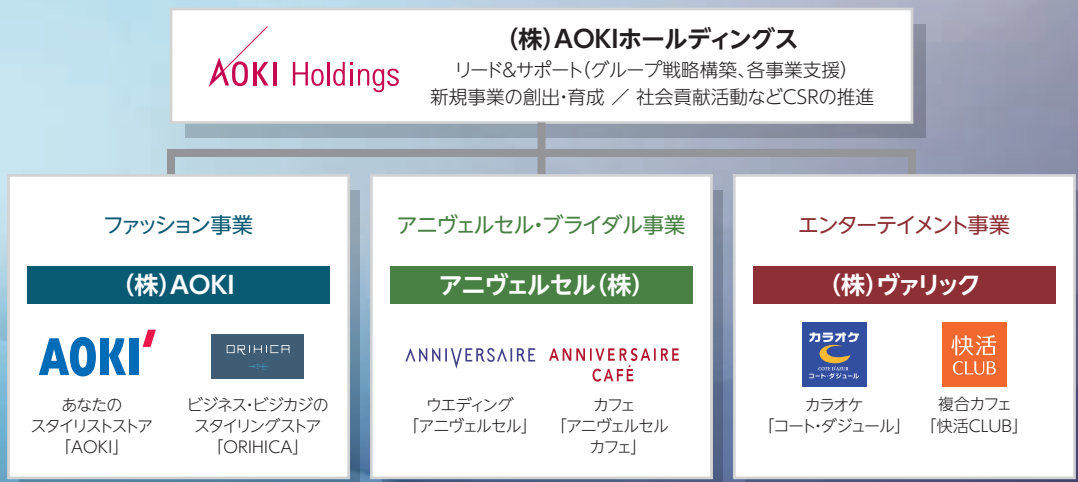 AOKI Holdings
(株)AOKIホールディングス
リード&サポート(グループ戦略構築、各事業支援)
新規事業の創出・育成 ／ 社会貢献活動などCSRの推進
ファッション事業
(株)AOKI
AOKI
あなたの
スタイリストストア
「AOKI」
ORIHICA
ビジネス・ビジカジの
スタイリングストア
「ORIHICA」
アニヴェルセル・ブライダル事業
アニヴェルセル(株)
ANNIVERSAIRE
ウエディング
「アニヴェルセル」
ANNIVERSAIRE
CAFÉ
カフェ
「アニヴェルセル
カフェ」
エンターテイメント事業
(株)ヴァリック
カラオケ
COTE D'AZUR
コート・ダジュール
カラオケ
「コート・ダジュール」
快活
CLUB
複合カフェ
「快活CLUB」